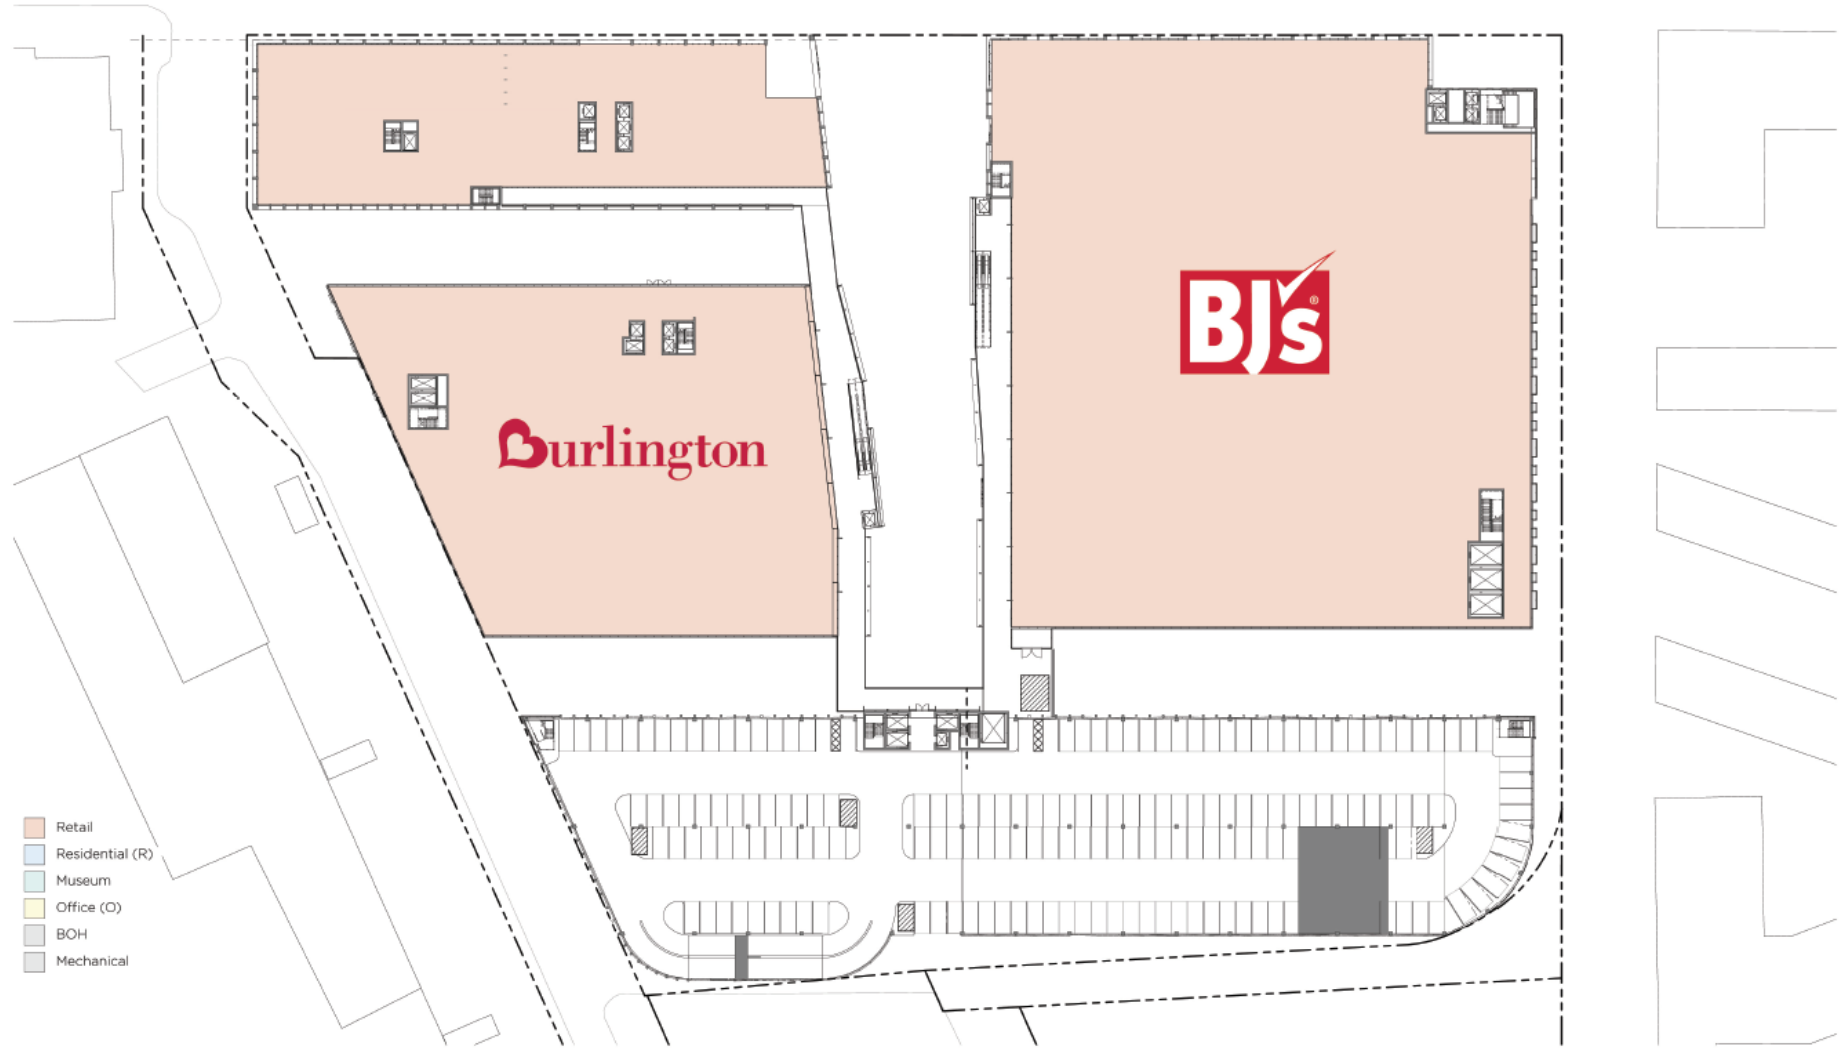 BJ's®
Burlington
Retail
Residential (R)
Museum
Office (O)
BOH
Mechanical